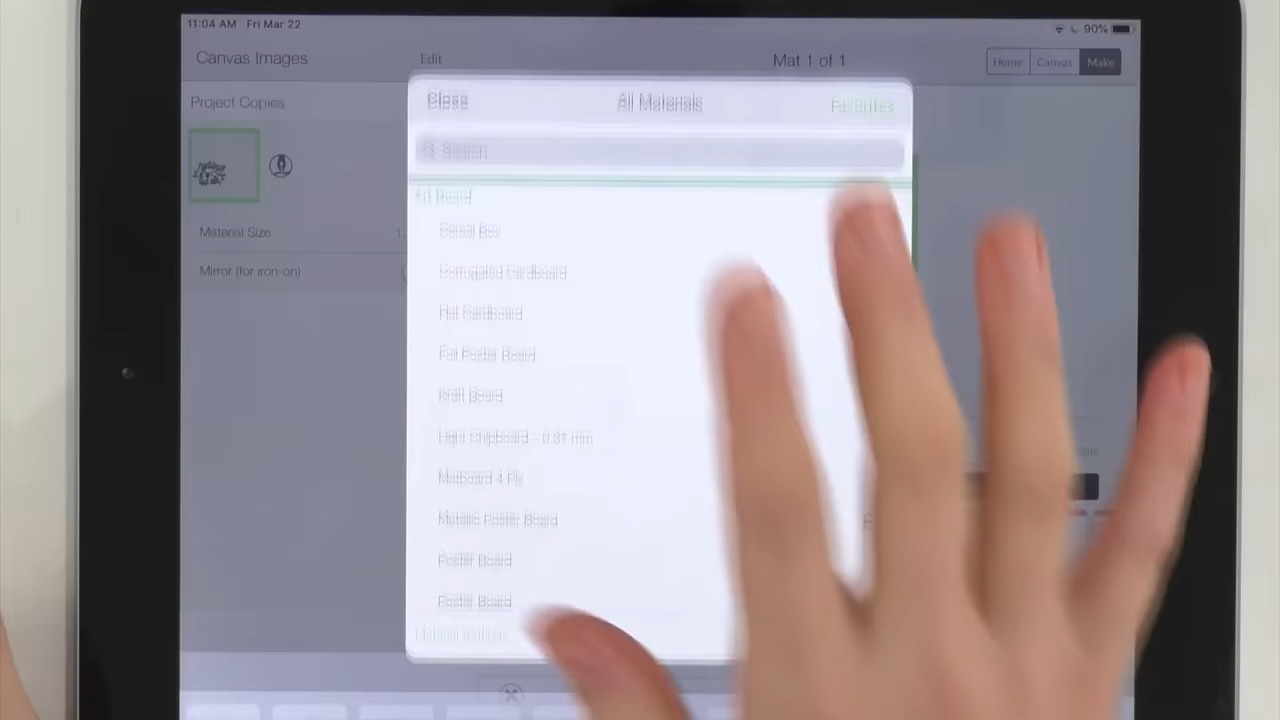 11:04 AM Fri Mar 22
90%
Canvas Images
Edit
Mat 1 of 1
Home
Canvas
Make
Project Copies
Close
All Materials
Favorites
Search
Art Board
Material Size
1
Mirror (for iron-on)
Cereal Box
Corrugated Cardboard
Flat Cardboard
Foil Poster Board
Kraft Board
Light Chipboard - 0.37 mm
Matboard 4 Ply
Metallic Poster Board
Poster Board
Poster Board
Material Settings